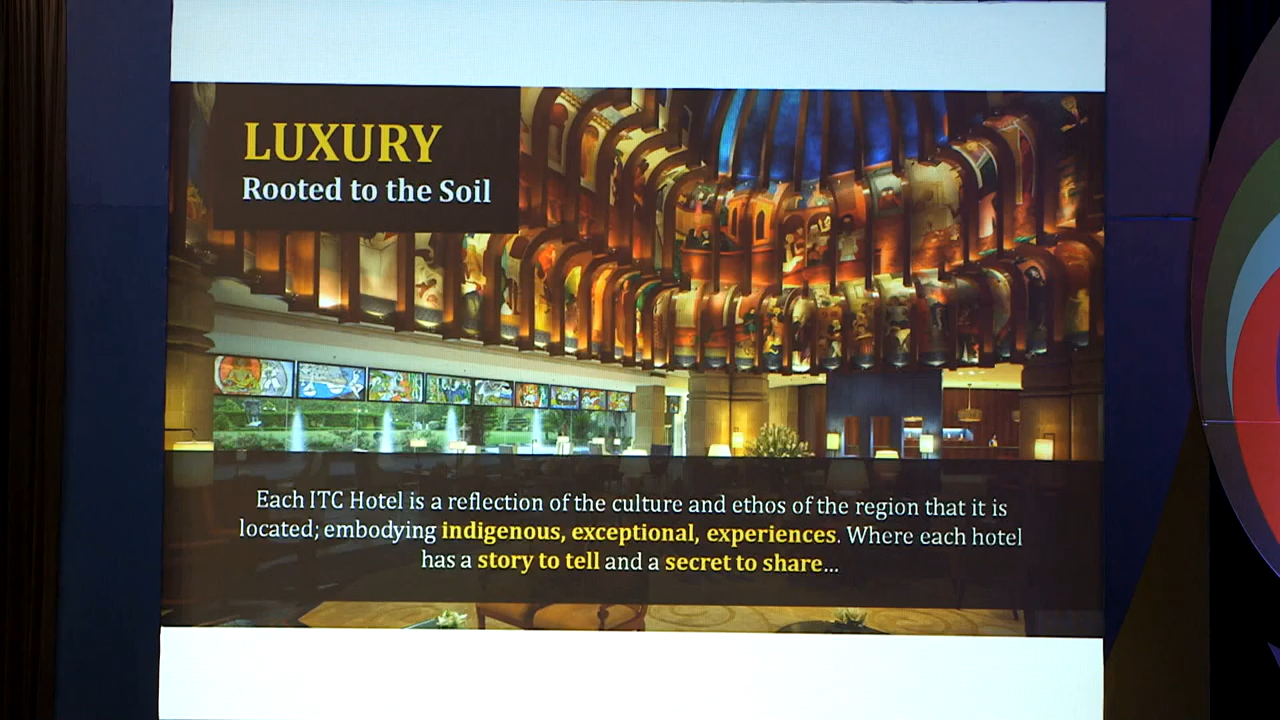 LUXURY
Rooted to the Soil
Each ITC Hotel is a reflection of the culture and ethos of the region that it is
located; embodying indigenous, exceptional, experiences. Where each hotel
has a story to tell and a secret to share...